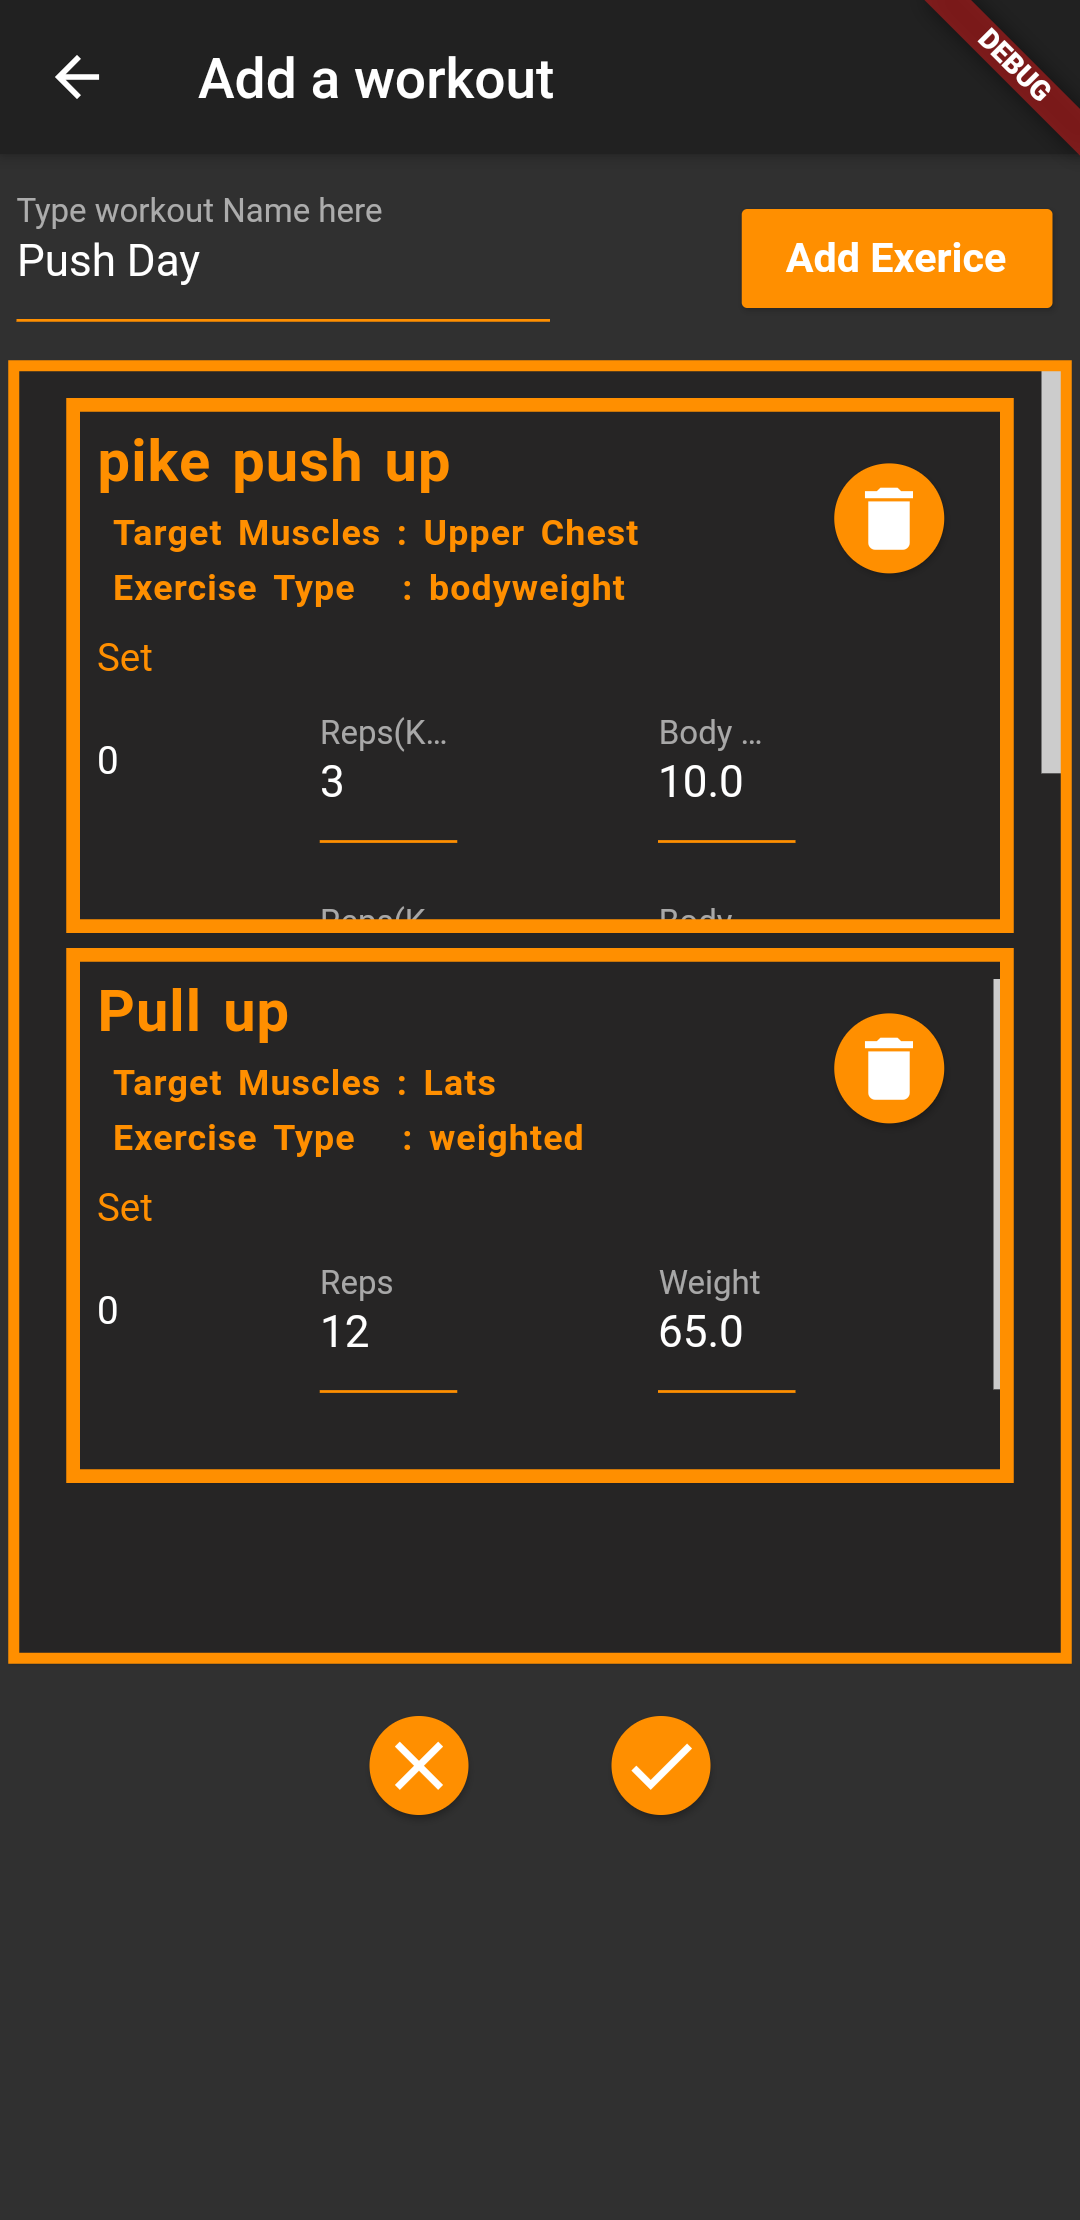 Add a workout
DEBUG
Type workout Name here
Push Day
Add Exerice
pike push up
Target Muscles : Upper Chest
Exercise Type : bodyweight
Set
0
Reps(K...
3
Body ...
10.0
Reps(K
Body
Pull up
Target Muscles : Lats
Exercise Type : weighted
Set
0
Reps
12
Weight
65.0